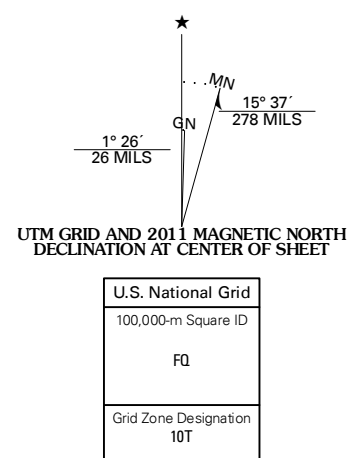 ★
MN
15° 37´
278 MILS
GN
1° 26´
26 MILS
UTM GRID AND 2011 MAGNETIC NORTH
DECLINATION AT CENTER OF SHEET
U.S. National Grid
100,000-m Square ID
FQ
Grid Zone Designation
10T